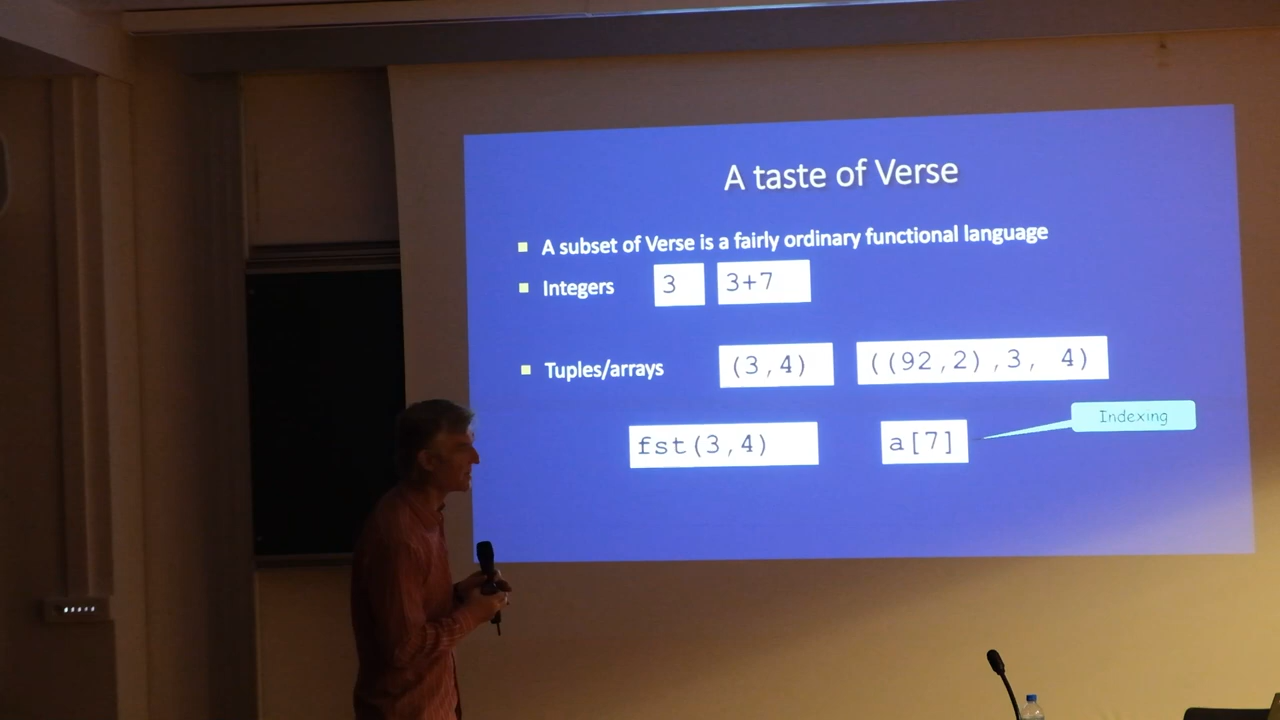 A taste of Verse
A subset of Verse is a fairly ordinary functional language
Integers 3 3+7
Tuples/arrays (3,4) ((92,2),3, 4)
Indexing
fst(3,4) a[7]